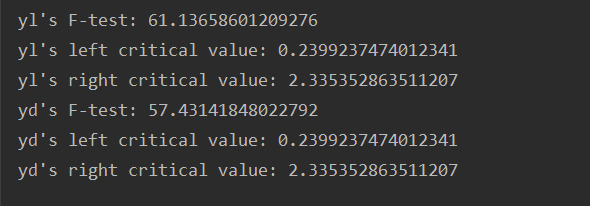 yl's F-test: 61.13658601209276
yl's left critical value: 0.2399237474012341
yl's right critical value: 2.335352863511207
yd's F-test: 57.43141848022792
yd's left critical value: 0.2399237474012341
yd's right critical value: 2.335352863511207